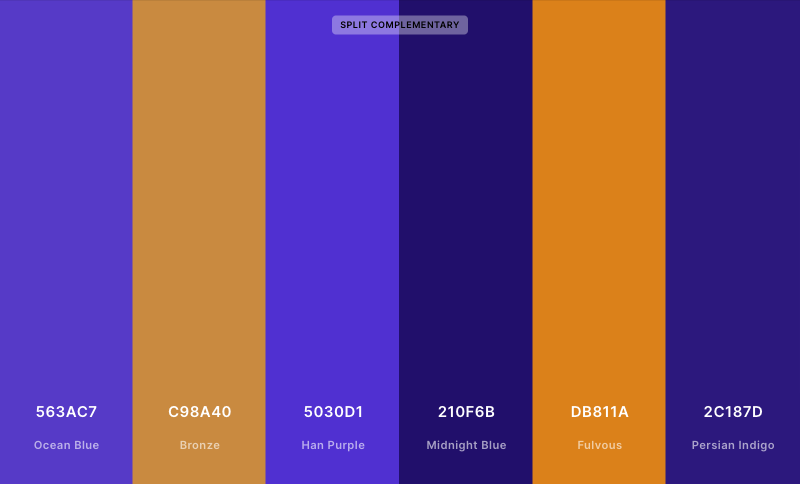 SPLIT COMPLEMENTARY
563AC7 C98A40 5030D1 210F6B DB811A 2C187D
Ocean Blue Bronze Han Purple Midnight Blue Fulvous Persian Indigo